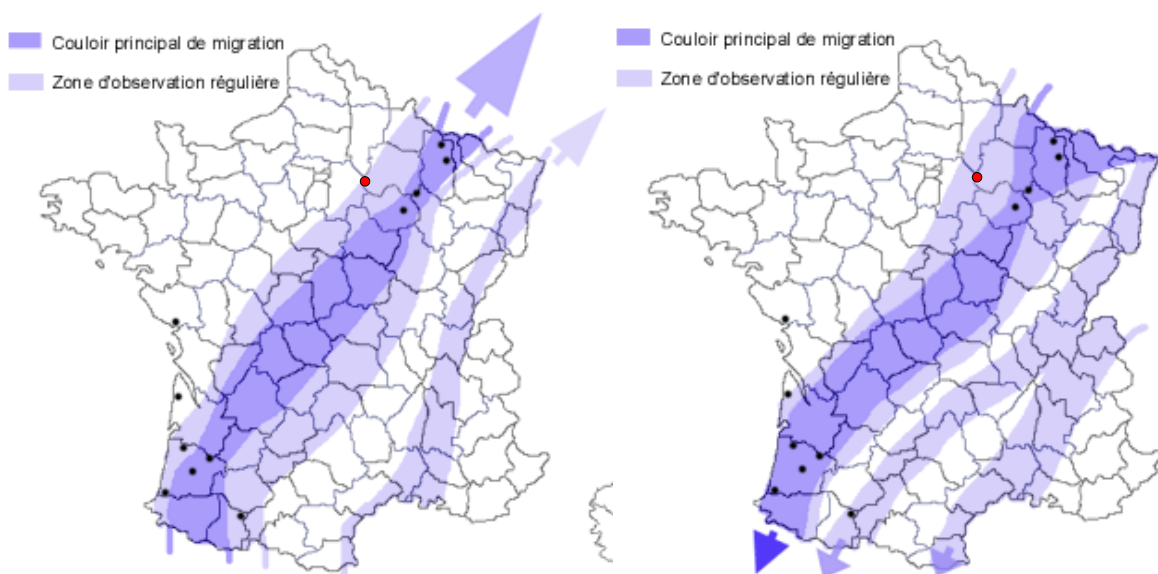 Couloir principal de migration
Zone d'observation régulière
Couloir principal de migration
Zone d'observation régulière